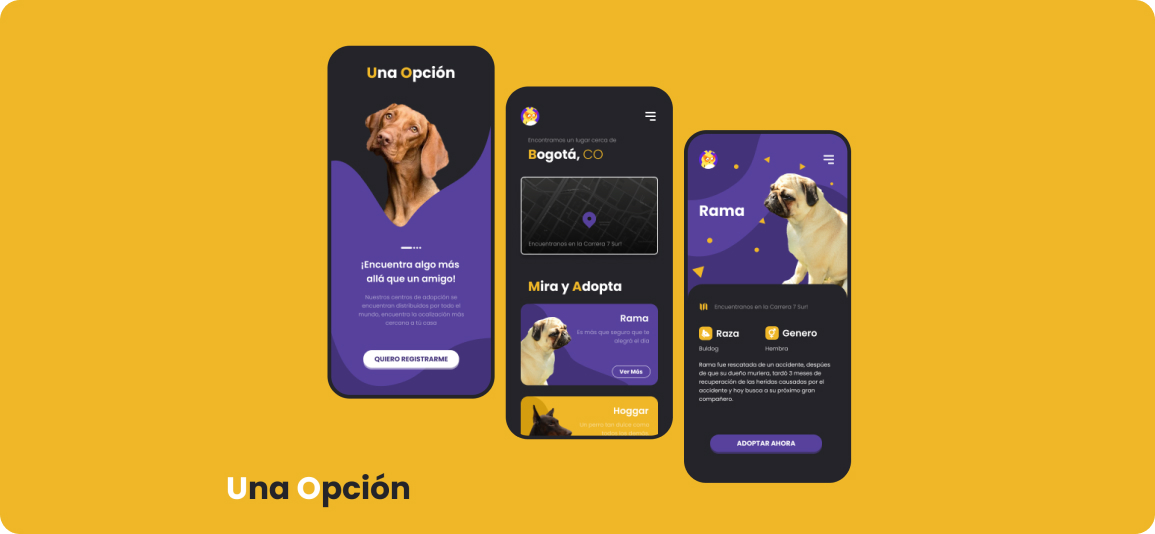 Una Opción
¡Encuentra algo más
allá que un amigo!
Nuestros centros de adopción se
encuentran distribuidos por todo el
mundo, encuentra la ocalización más
cercana a tú casa
QUIERO REGISTRARME
Encontramos un lugar cerca de
Bogotá, CO
Encuentranos en la Carrera 7 Sur!
Mira y Adopta
Rama
Es más que seguro que te
alegró el día
Ver Más
Hoggar
Un perro tan dulce como
todos los demás
Rama
Encuentranos en la Carrera 7 Sur!
Raza
Buldog
Genero
Hembra
Rama fue rescatada de un accidente, despúes
de que su dueño muriera, tardó 3 meses de
recuperación de las heridas causadas por el
accidente y hoy busca a su próximo gran
compañero.
ADOPTAR AHORA
Una Opción